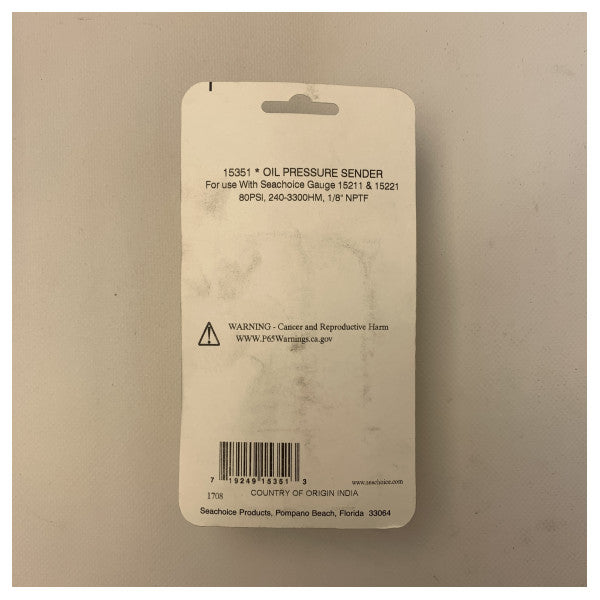 15351 * OIL PRESSURE SENDER
For use With Seachoice Gauge 15211 & 15221
80PSI, 240-3300HM, 1/8" NPTF
WARNING - Cancer and Reproductive Harm
WWW.P65Warnings.ca.gov
7 19249 15351 3
www.seachoice.com
1708
COUNTRY OF ORIGIN INDIA
Seachoice Products, Pompano Beach, Florida 33064